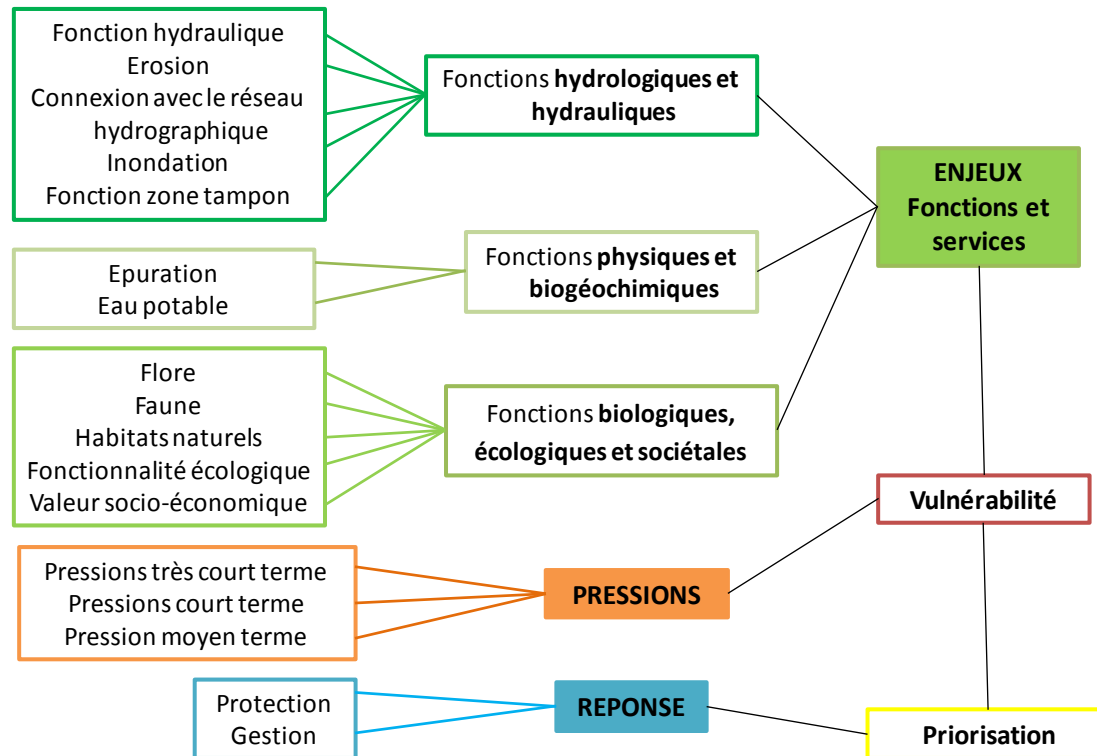 Fonction hydraulique
Erosion
Connexion avec le réseau
hydrographique
Inondation
Fonction zone tampon
Fonctions hydrologiques et
hydrauliques
ENJEUX
Fonctions et
services
Epuration
Eau potable
Fonctions physiques et
biogéochimiques
Flore
Faune
Habitats naturels
Fonctionnalité écologique
Valeur socio-économique
Fonctions biologiques,
écologiques et sociétales
Vulnérabilité
Pressions très court terme
Pressions court terme
Pression moyen terme
PRESSIONS
Protection
Gestion
REPONSE
Priorisation